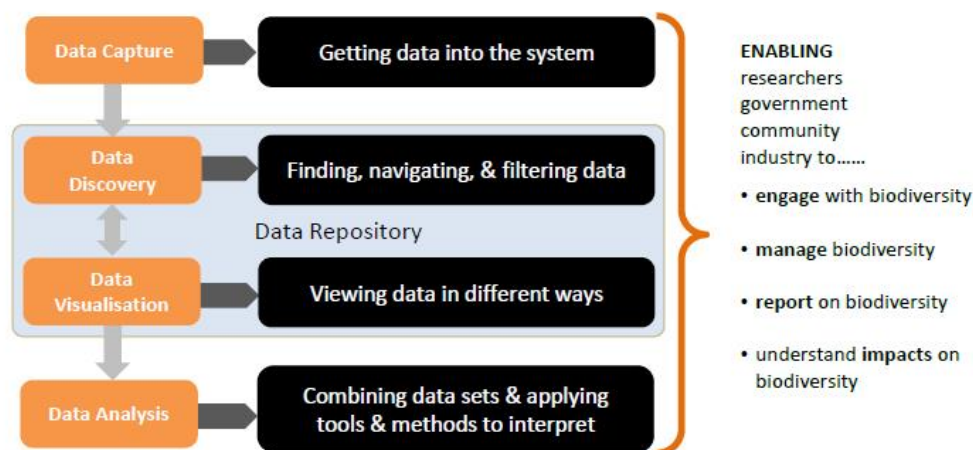 Data Capture
Getting data into the system
Data
Discovery
Finding, navigating, & filtering data
Data Repository
Data
Visualisation
Viewing data in different ways
Data Analysis
Combining data sets & applying
tools & methods to interpret
ENABLING
researchers
government
community
industry to......
• engage with biodiversity
• manage biodiversity
• report on biodiversity
• understand impacts on
biodiversity